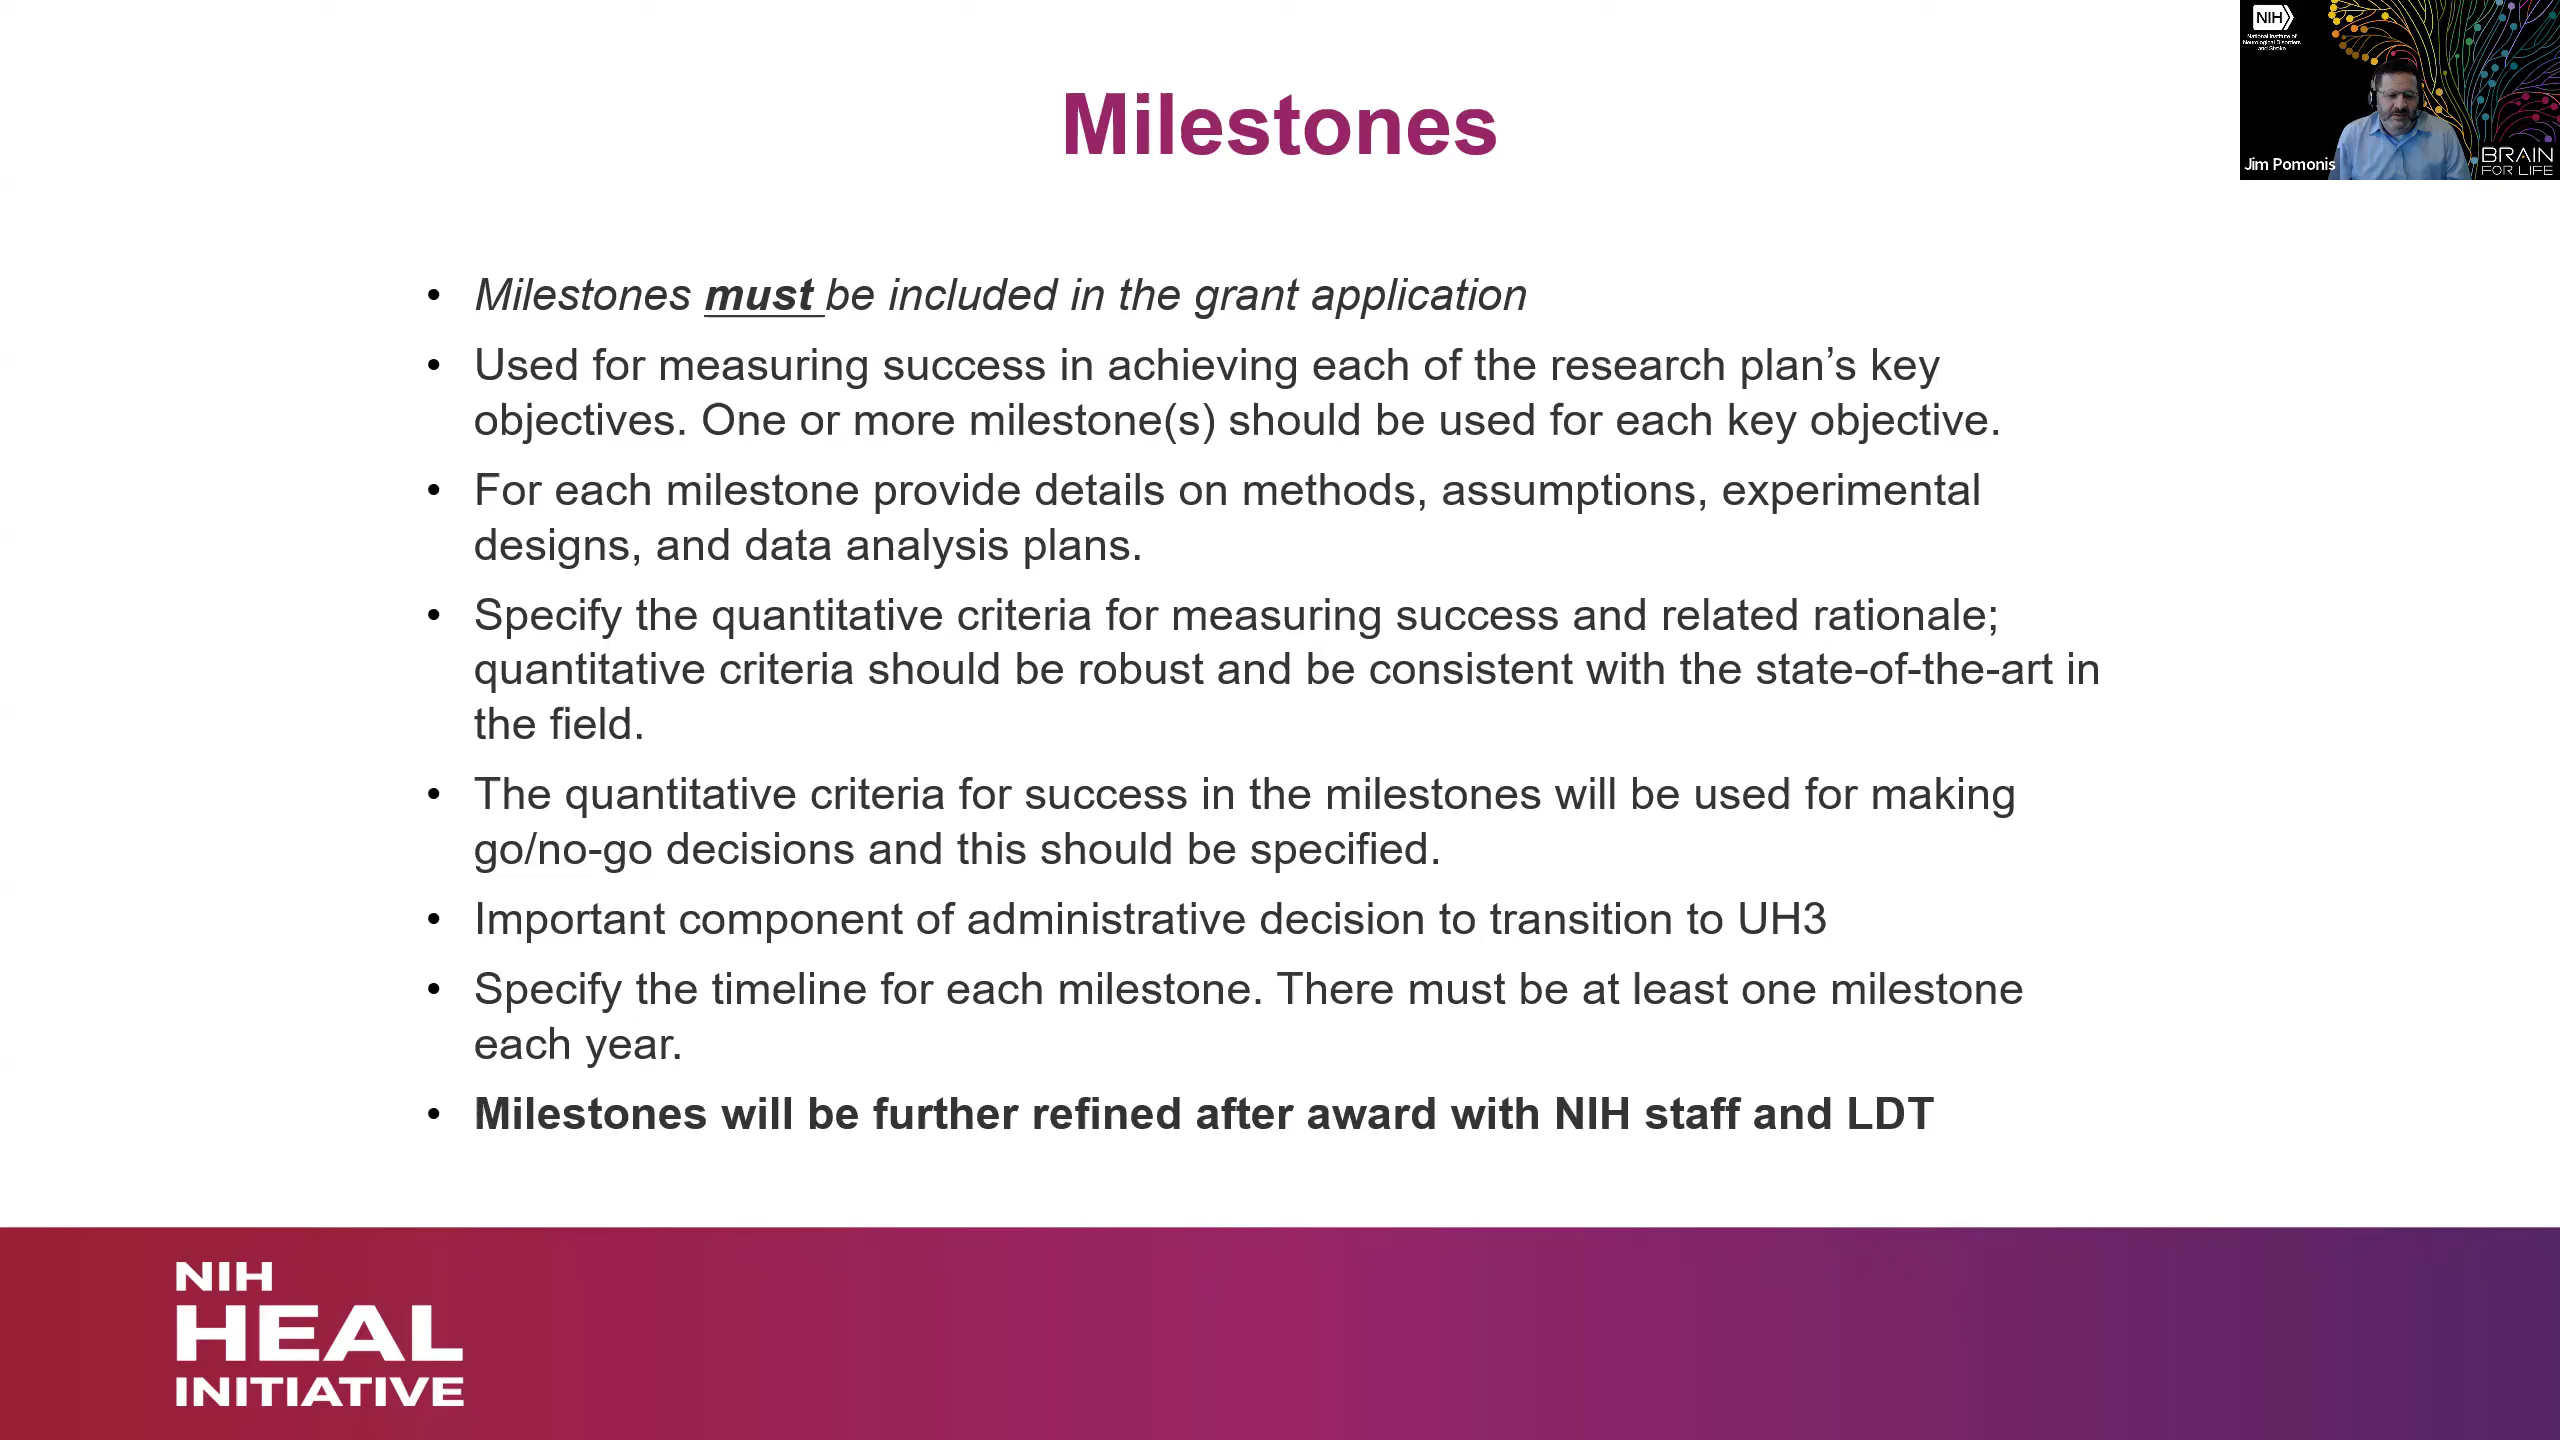 NIH
National Institute of
Neurological Disorders
and Stroke
Jim Pomonis
BRAIN
FOR LIFE
Milestones
• Milestones must be included in the grant application
• Used for measuring success in achieving each of the research plan’s key
objectives. One or more milestone(s) should be used for each key objective.
• For each milestone provide details on methods, assumptions, experimental
designs, and data analysis plans.
• Specify the quantitative criteria for measuring success and related rationale;
quantitative criteria should be robust and be consistent with the state-of-the-art in
the field.
• The quantitative criteria for success in the milestones will be used for making
go/no-go decisions and this should be specified.
• Important component of administrative decision to transition to UH3
• Specify the timeline for each milestone. There must be at least one milestone
each year.
• Milestones will be further refined after award with NIH staff and LDT
NIH
HEAL
INITIATIVE